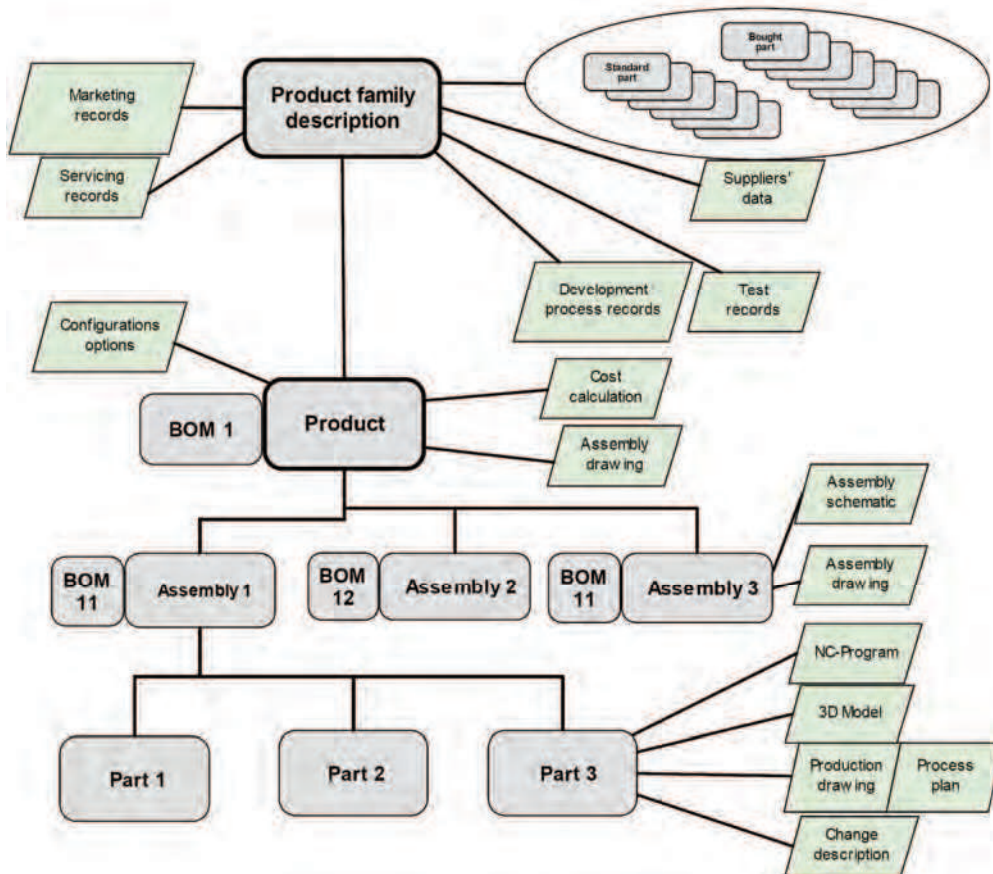 Bought
part
Standard
part
Marketing
records
Product family
description
Servicing
records
Suppliers'
data
Development
process records
Test
records
Configurations
options
Cost
calculation
BOM 1
Product
Assembly
drawing
Assembly
schematic
BOM
11
Assembly 1
BOM
12
Assembly 2
BOM
11
Assembly 3
Assembly
drawing
NC-Program
3D Model
Part 1
Part 2
Part 3
Production
drawing
Process
plan
Change
description